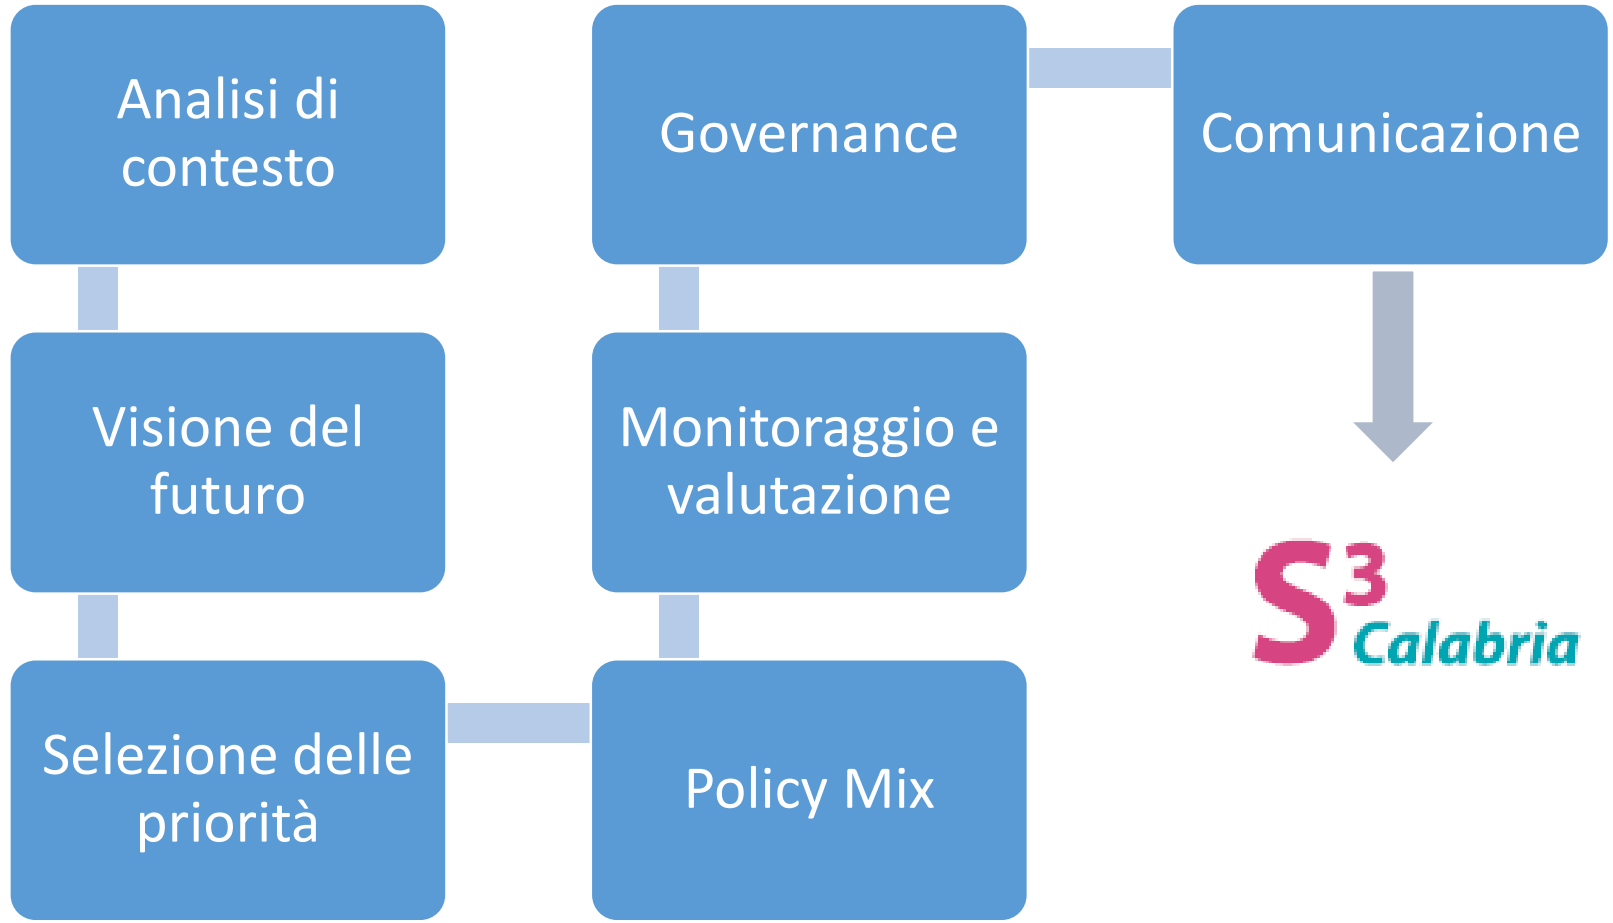 Analisi di
contesto
Visione del
futuro
Selezione delle
priorità
Policy Mix
Monitoraggio e
valutazione
Governance
Comunicazione
S³
Calabria